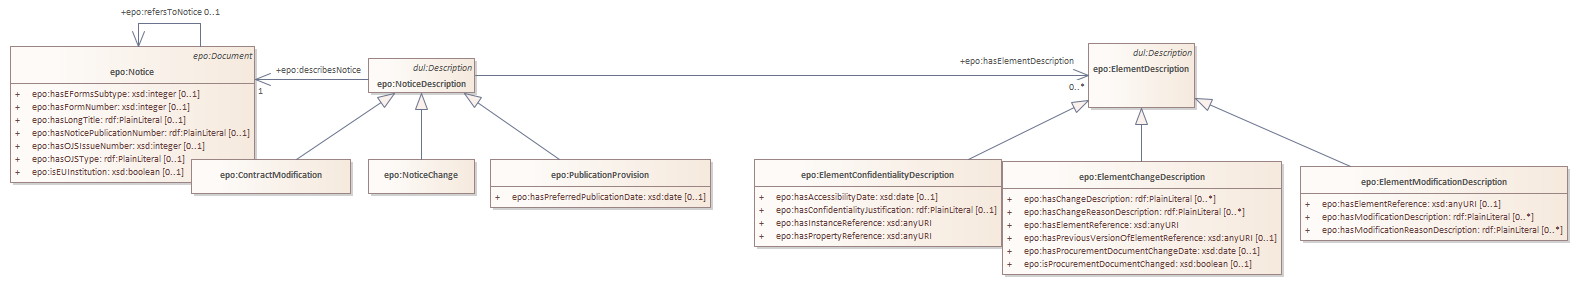 +epo:refersToNotice 0..1
epo:Document
epo:Notice
+ epo:hasEFormsSubtype: xsd:integer [0..1]
+ epo:hasFormNumber: xsd:integer [0..1]
+ epo:hasLongTitle: rdf:PlainLiteral [0..1]
+ epo:hasNoticePublicationNumber: rdf:PlainLiteral [0..1]
+ epo:hasOJSIssueNumber: xsd:integer [0..1]
+ epo:hasOJSType: rdf:PlainLiteral [0..1]
+ epo:isEUInstitution: xsd:boolean [0..1]
+epo:describesNotice
1
dul:Description
epo:NoticeDescription
+epo:hasElementDescription
0..*
dul:Description
epo:ElementDescription
epo:ContractModification
epo:NoticeChange
epo:PublicationProvision
+ epo:hasPreferredPublicationDate: xsd:date [0..1]
epo:ElementConfidentialityDescription
+ epo:hasAccessibilityDate: xsd:date [0..1]
+ epo:hasConfidentialityJustification: rdf:PlainLiteral [0..1]
+ epo:hasInstanceReference: xsd:anyURI
+ epo:hasPropertyReference: xsd:anyURI
epo:ElementChangeDescription
+ epo:hasChangeDescription: rdf:PlainLiteral [0..*]
+ epo:hasChangeReasonDescription: rdf:PlainLiteral [0..*]
+ epo:hasElementReference: xsd:anyURI
+ epo:hasPreviousVersionOfElementReference: xsd:anyURI [0..1]
+ epo:hasProcurementDocumentChangeDate: xsd:date [0..1]
+ epo:isProcurementDocumentChanged: xsd:boolean [0..1]
epo:ElementModificationDescription
+ epo:hasElementReference: xsd:anyURI [0..1]
+ epo:hasModificationDescription: rdf:PlainLiteral [0..*]
+ epo:hasModificationReasonDescription: rdf:PlainLiteral [0..*]